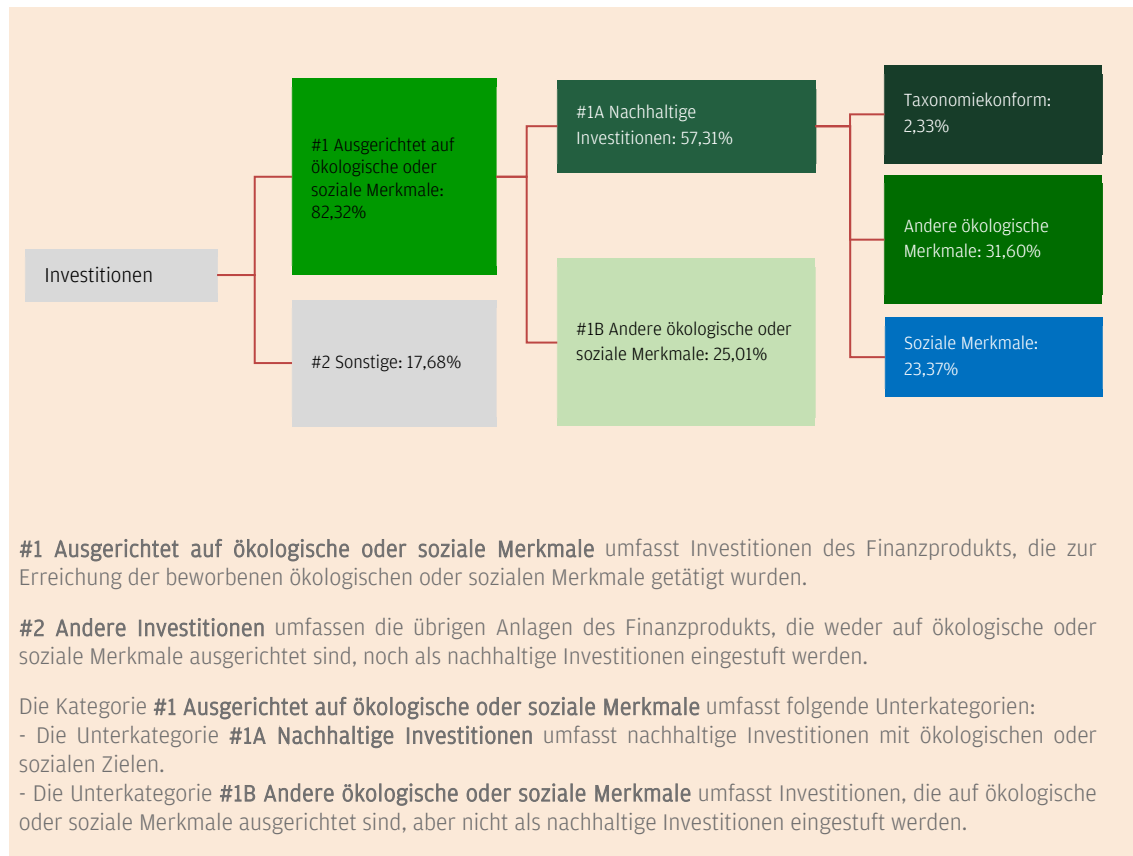 Investitionen
#1 Ausgerichtet auf
ökologische oder
soziale Merkmale:
82,32%
#2 Sonstige: 17,68%
#1A Nachhaltige
Investitionen: 57,31%
#1B Andere ökologische oder
soziale Merkmale: 25,01%
Taxonomiekonform:
2,33%
Andere ökologische
Merkmale: 31,60%
Soziale Merkmale:
23,37%
#1 Ausgerichtet auf ökologische oder soziale Merkmale umfasst Investitionen des Finanzprodukts, die zur
Erreichung der beworbenen ökologischen oder sozialen Merkmale getätigt wurden.
#2 Andere Investitionen umfassen die übrigen Anlagen des Finanzprodukts, die weder auf ökologische oder
soziale Merkmale ausgerichtet sind, noch als nachhaltige Investitionen eingestuft werden.
Die Kategorie #1 Ausgerichtet auf ökologische oder soziale Merkmale umfasst folgende Unterkategorien:
- Die Unterkategorie #1A Nachhaltige Investitionen umfasst nachhaltige Investitionen mit ökologischen oder
sozialen Zielen.
- Die Unterkategorie #1B Andere ökologische oder soziale Merkmale umfasst Investitionen, die auf ökologische
oder soziale Merkmale ausgerichtet sind, aber nicht als nachhaltige Investitionen eingestuft werden.